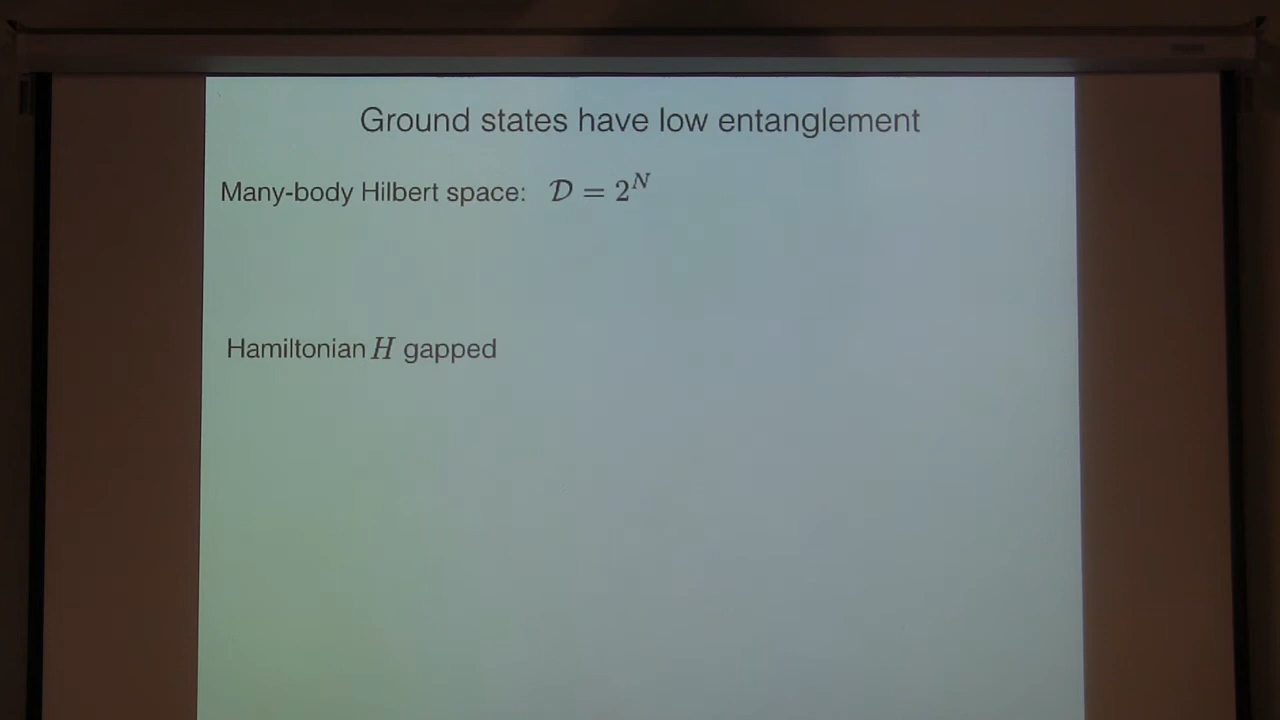 Ground states have low entanglement
Many-body Hilbert space: 𝒟 = 2^N
Hamiltonian H gapped